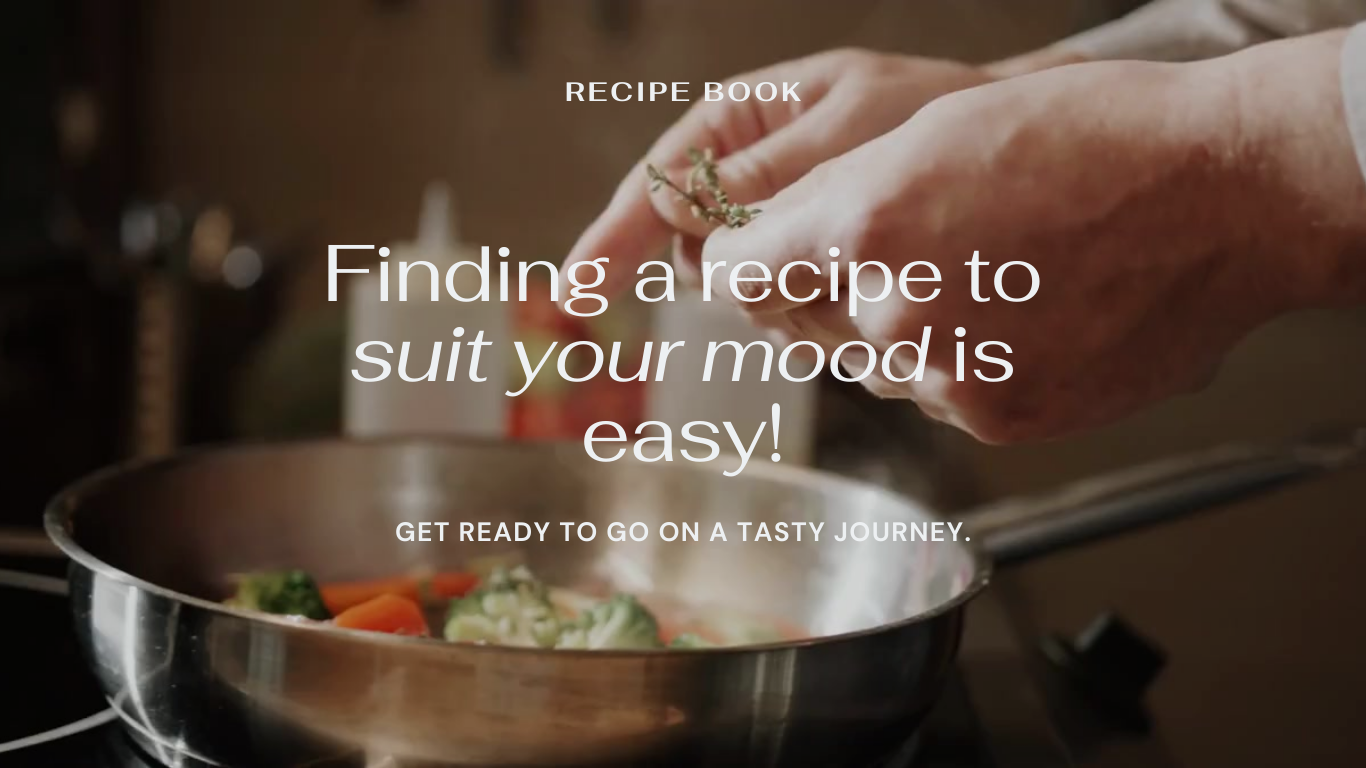 RECIPE BOOK
Finding a recipe to
suit your mood is
easy!
GET READY TO GO ON A TASTY JOURNEY.